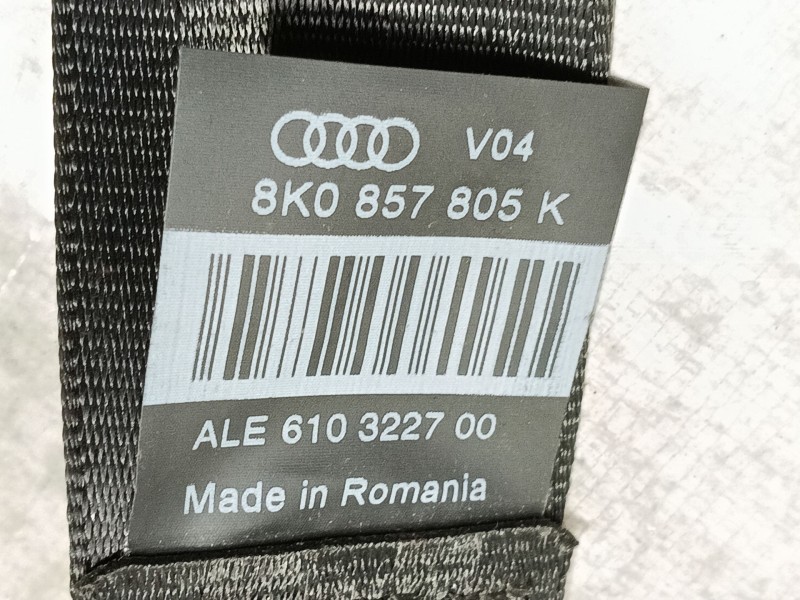 V04
8K0 857 805 K
ALE 610 3227 00
Made in Romania